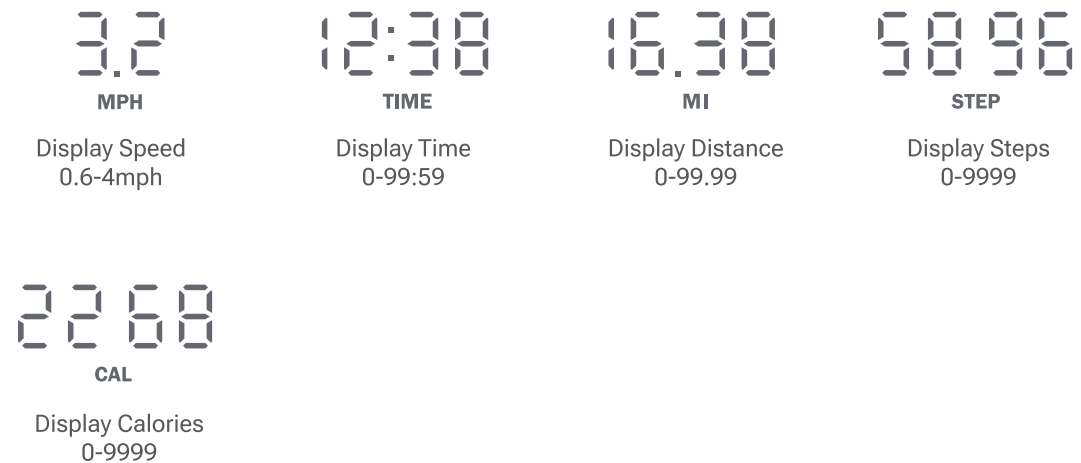 3.2
MPH
Display Speed
0.6-4mph
12:38
TIME
Display Time
0-99:59
16.38
MI
Display Distance
0-99.99
5896
STEP
Display Steps
0-9999
2268
CAL
Display Calories
0-9999